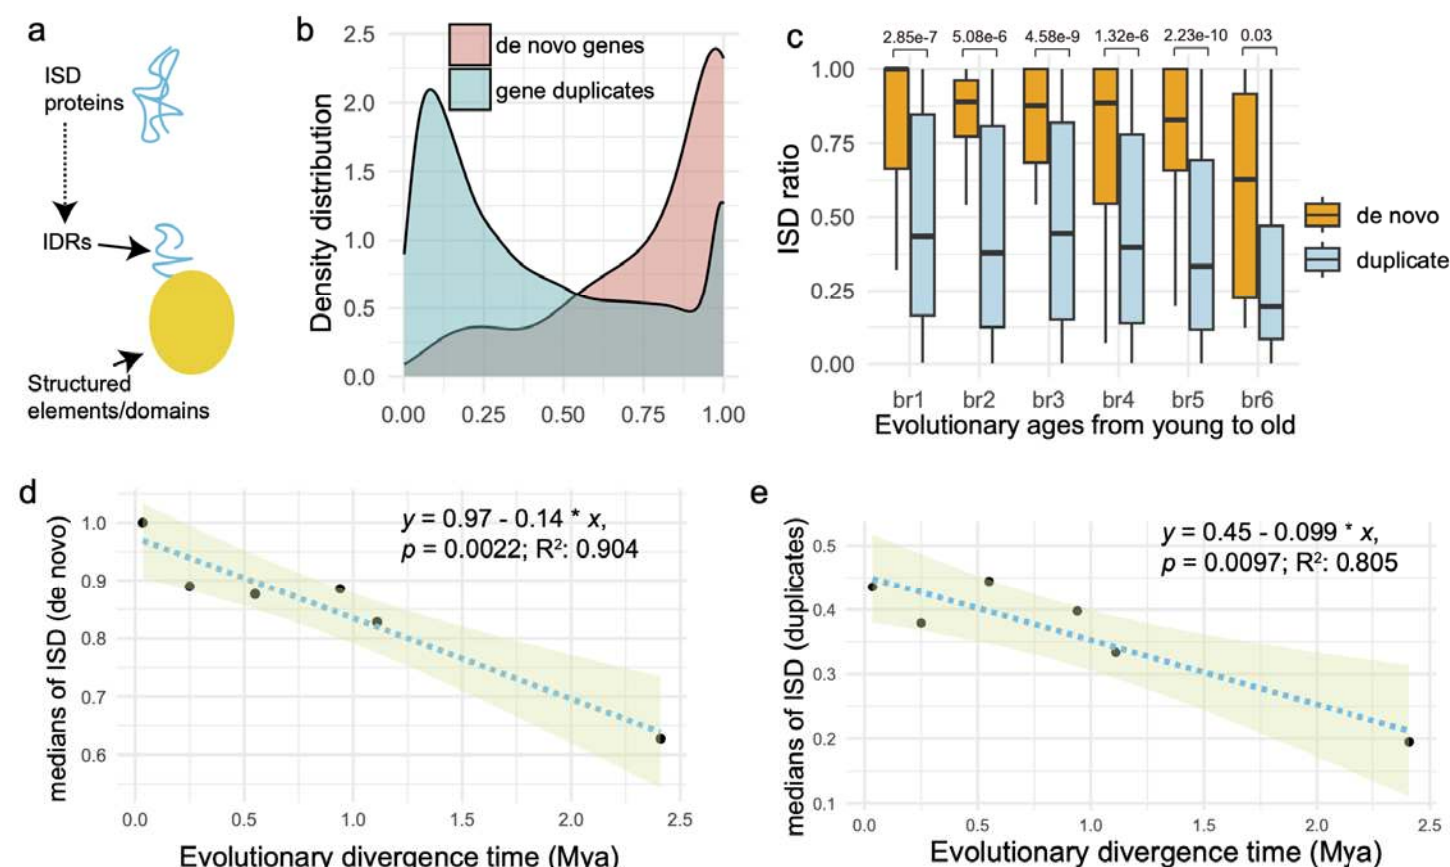 a
ISD
proteins
IDRs
Structured
elements/domains
b
de novo genes
gene duplicates
Density distribution
2.5
2.0
1.5
1.0
0.5
0.0
0.00 0.25 0.50 0.75 1.00
c
2.85e-7 5.08e-6 4.58e-9 1.32e-6 2.23e-10 0.03
ISD ratio
1.00
0.75
0.50
0.25
0.00
br1 br2 br3 br4 br5 br6
Evolutionary ages from young to old
de novo
duplicate
d
y = 0.97 - 0.14 * x,
p = 0.0022; R²: 0.904
medians of ISD (de novo)
1.0
0.9
0.8
0.7
0.6
0.0 0.5 1.0 1.5 2.0 2.5
Evolutionary divergence time (Mya)
e
y = 0.45 - 0.099 * x,
p = 0.0097; R²: 0.805
medians of ISD (duplicates)
0.5
0.4
0.3
0.2
0.1
0.0 0.5 1.0 1.5 2.0 2.5
Evolutionary divergence time (Mya)